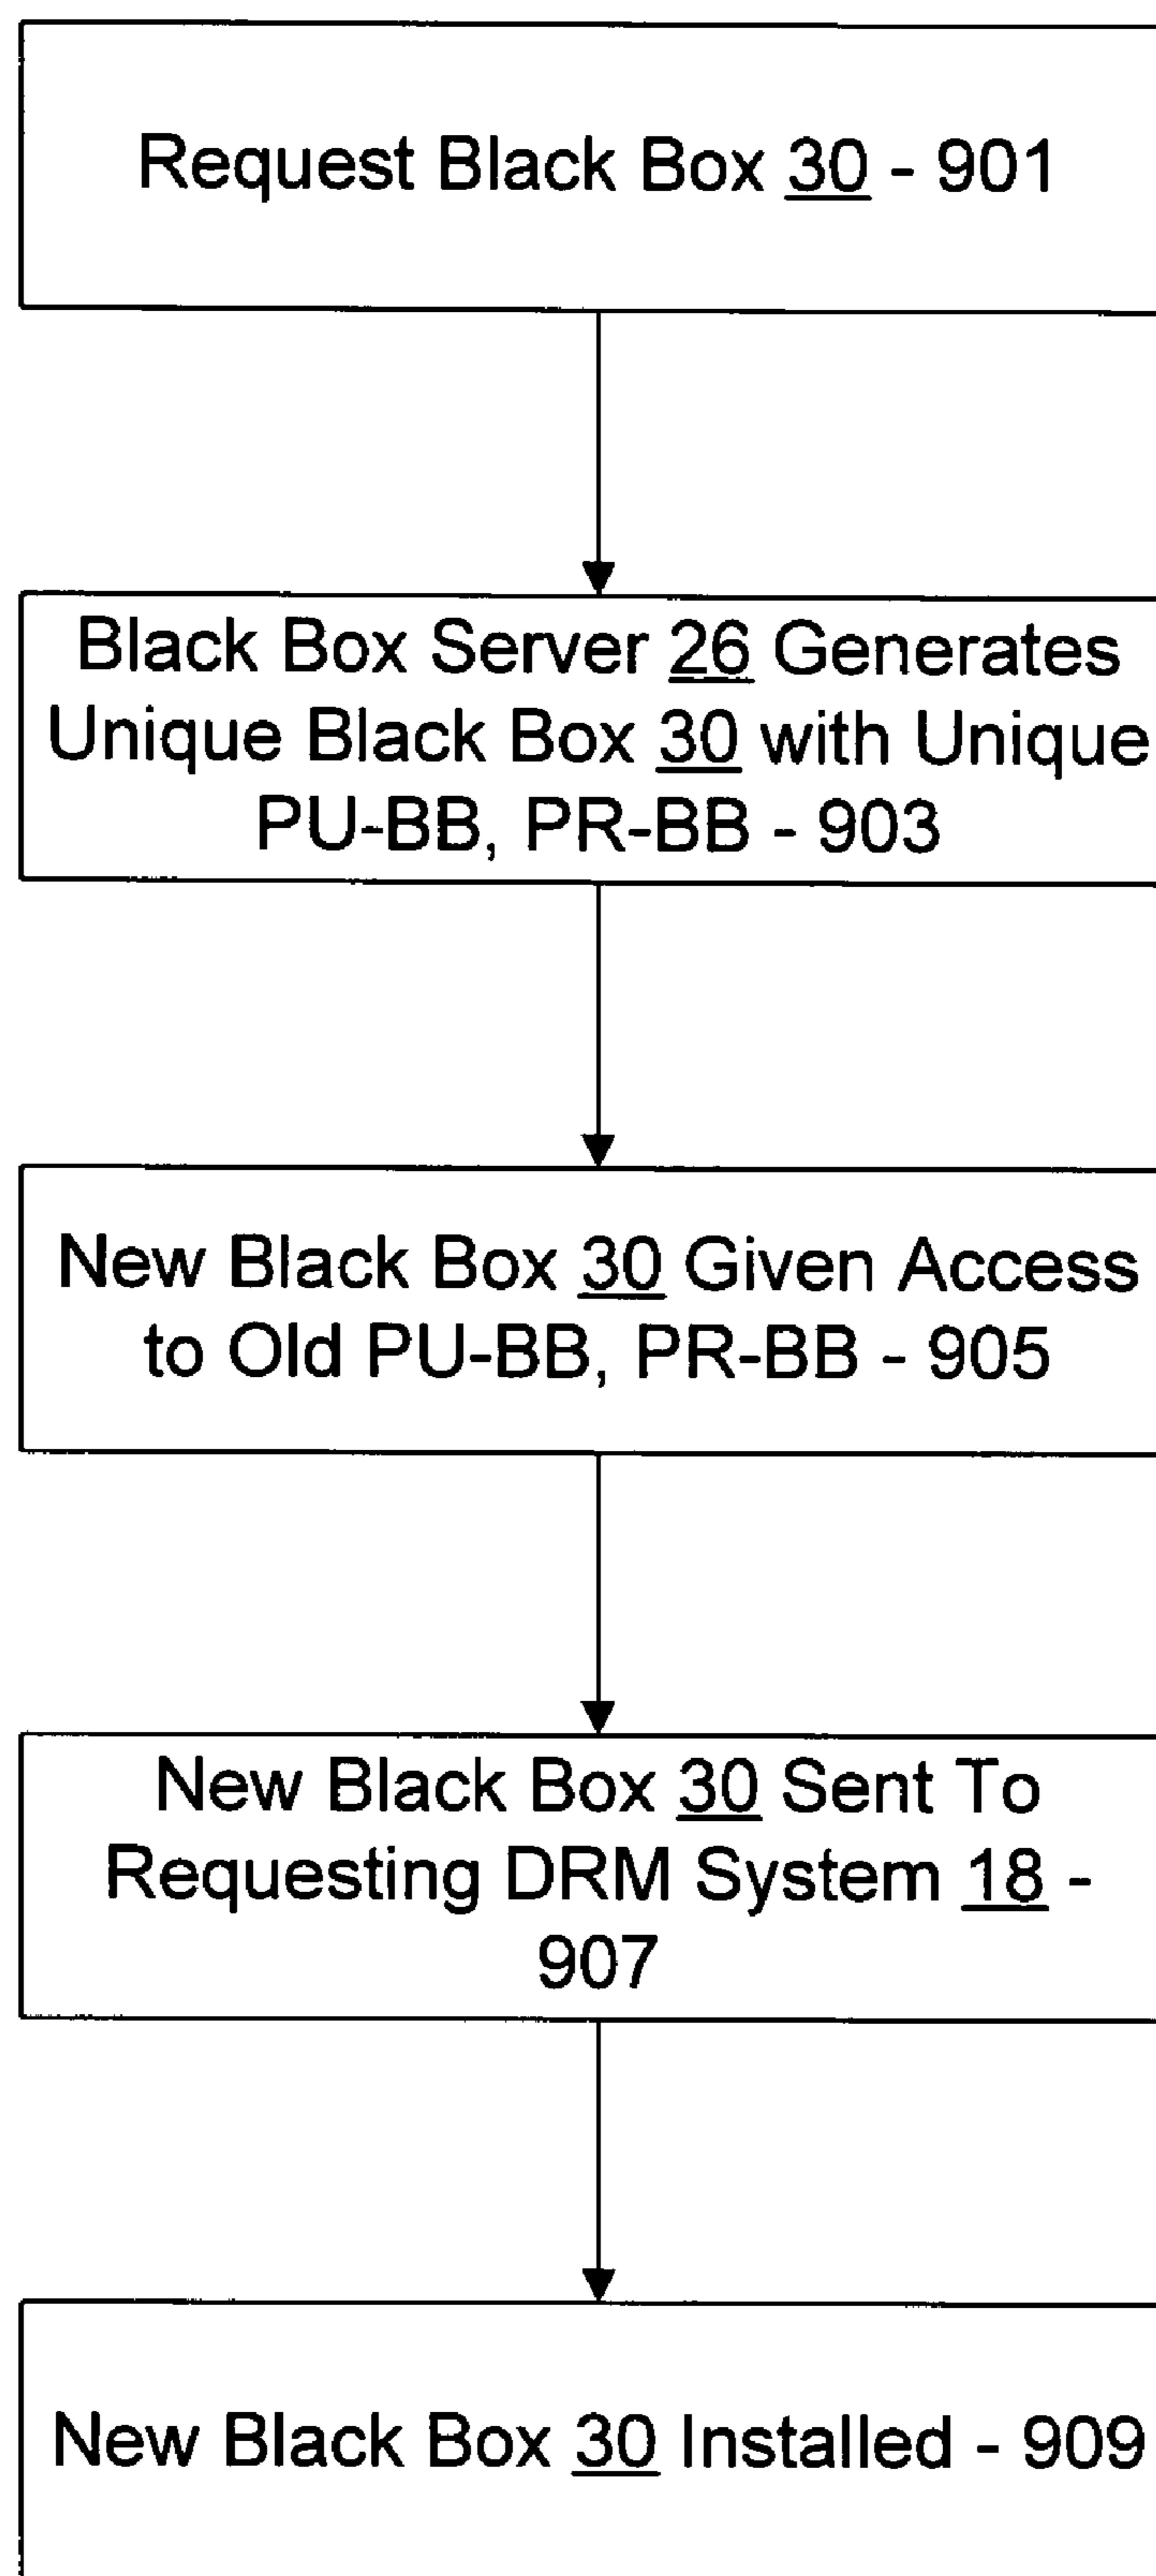 Request Black Box 30 - 901
Black Box Server 26 Generates
Unique Black Box 30 with Unique
PU-BB, PR-BB - 903
New Black Box 30 Given Access
to Old PU-BB, PR-BB - 905
New Black Box 30 Sent To
Requesting DRM System 18 -
907
New Black Box 30 Installed - 909